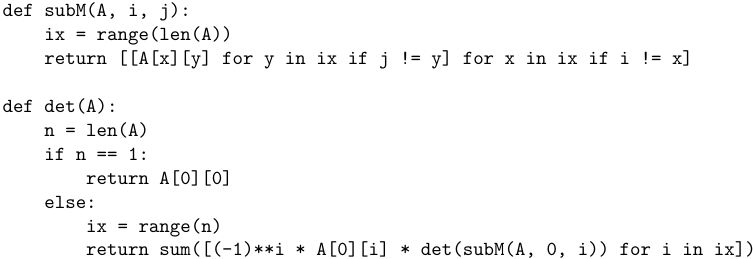 def subM(A, i, j):
    ix = range(len(A))
    return [[A[x][y] for y in ix if j != y] for x in ix if i != x]

def det(A):
    n = len(A)
    if n == 1:
        return A[0][0]
    else:
        ix = range(n)
        return sum([(-1)**i * A[0][i] * det(subM(A, 0, i)) for i in ix])